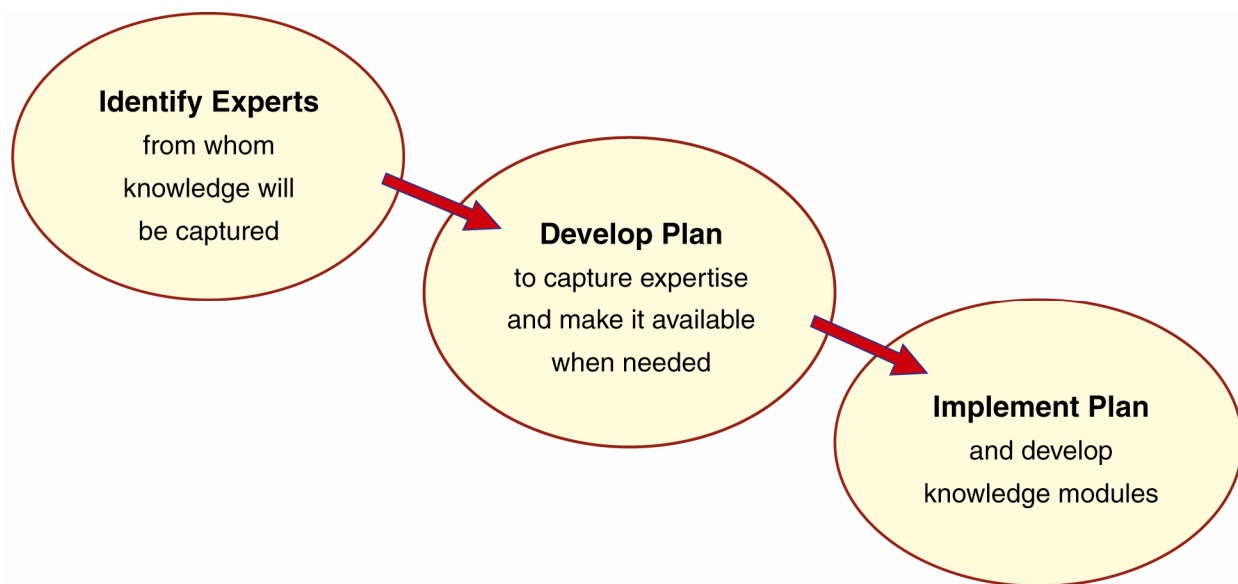 Identify Experts
from whom
knowledge will
be captured
Develop Plan
to capture expertise
and make it available
when needed
Implement Plan
and develop
knowledge modules